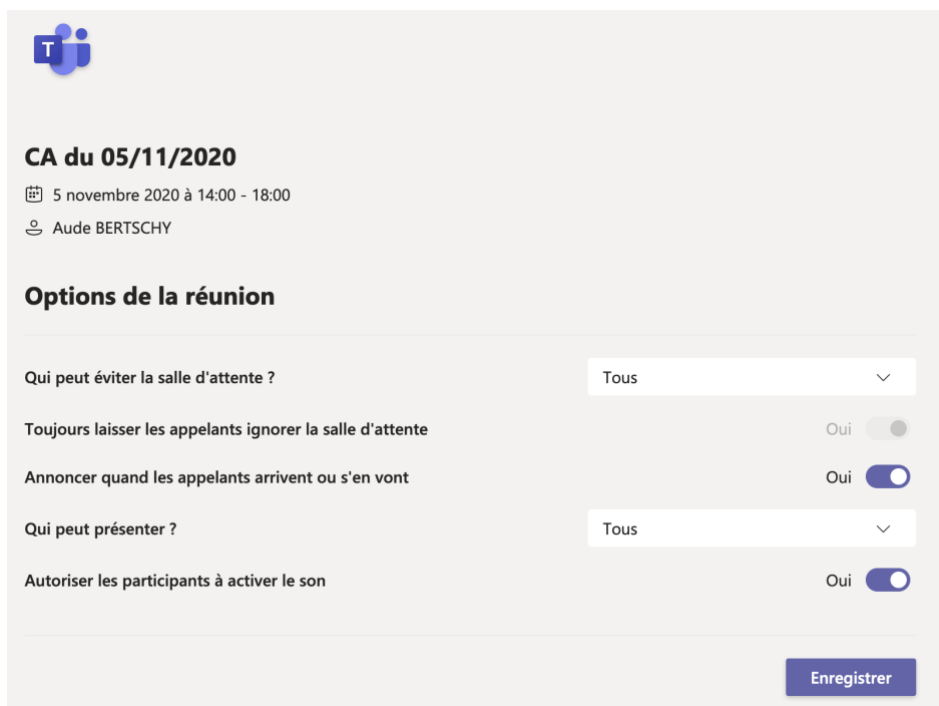 T
CA du 05/11/2020
5 novembre 2020 à 14:00 - 18:00
Aude BERTSCHY
Options de la réunion
Qui peut éviter la salle d'attente ? Tous
Toujours laisser les appelants ignorer la salle d'attente Oui
Annoncer quand les appelants arrivent ou s'en vont Oui
Qui peut présenter ? Tous
Autoriser les participants à activer le son Oui
Enregistrer